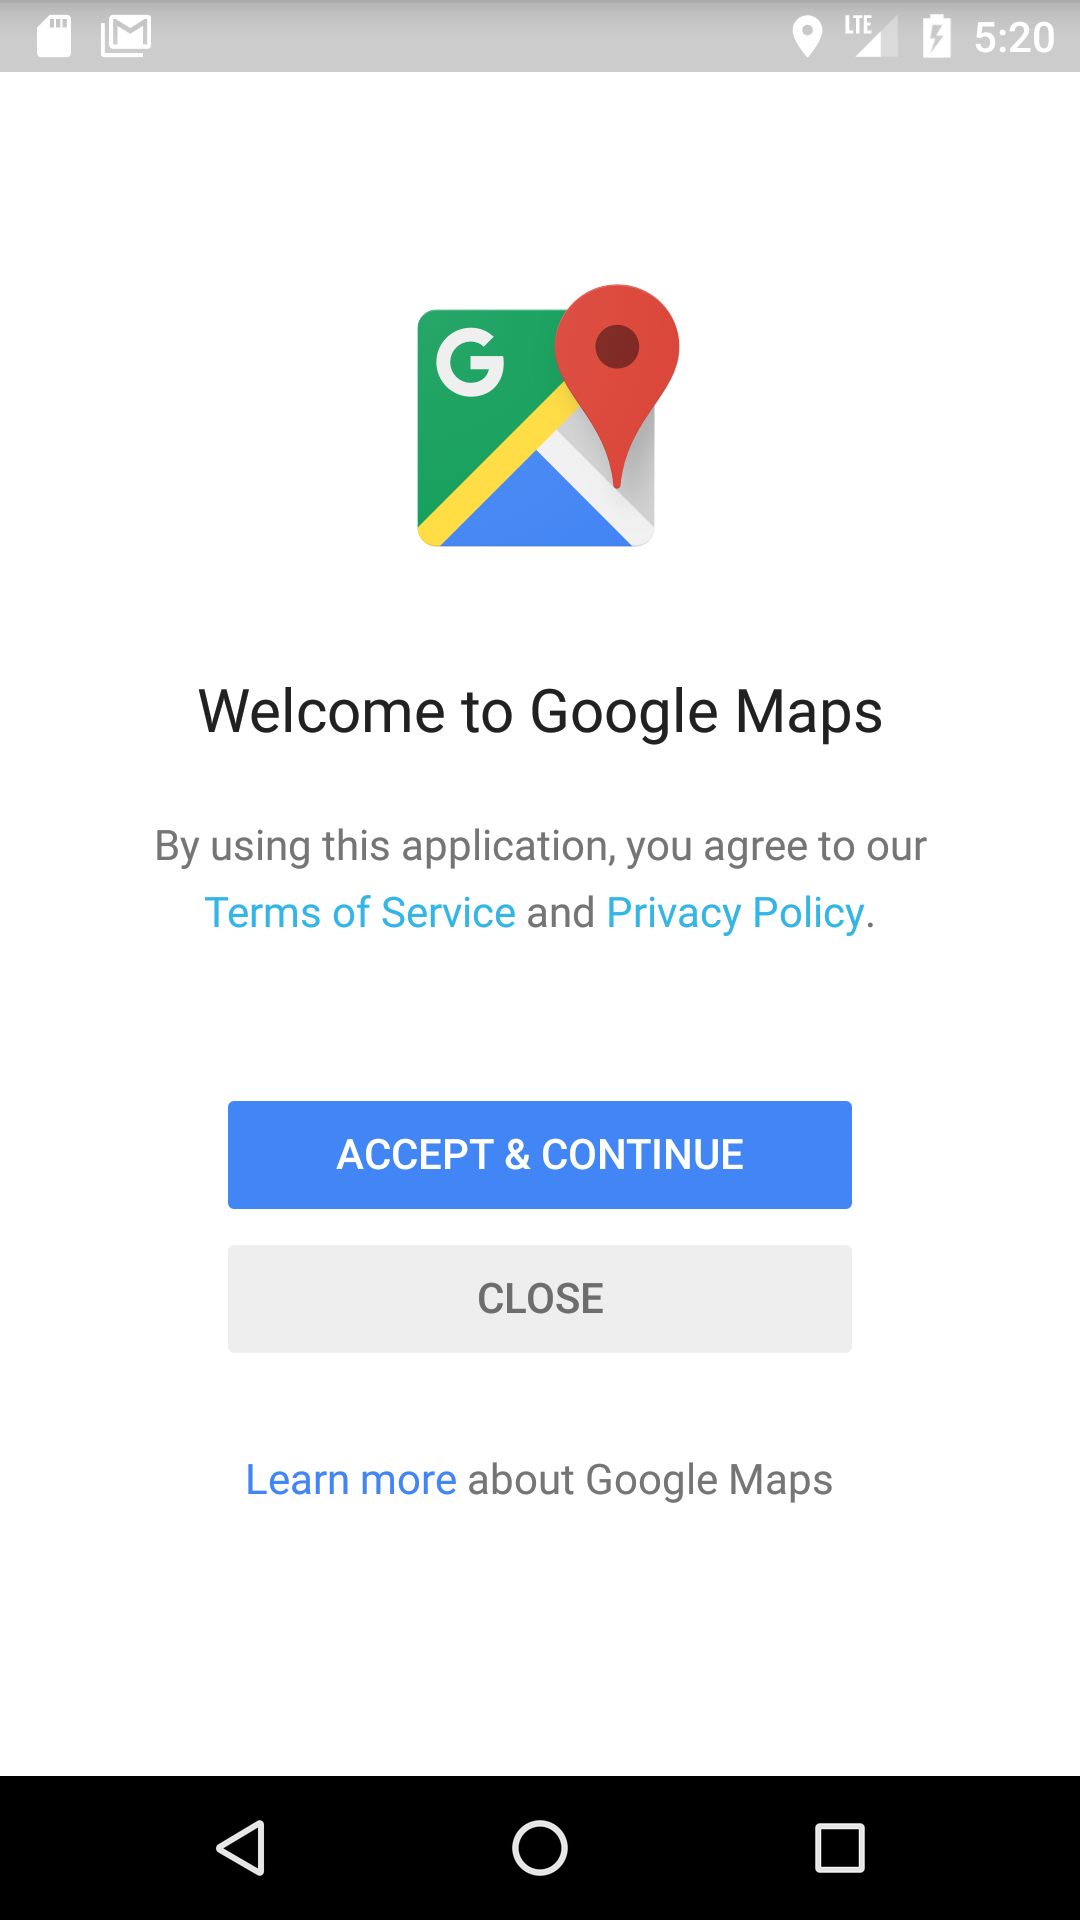 LTE 5:20
G
Welcome to Google Maps
By using this application, you agree to our
Terms of Service and Privacy Policy.
ACCEPT & CONTINUE
CLOSE
Learn more about Google Maps